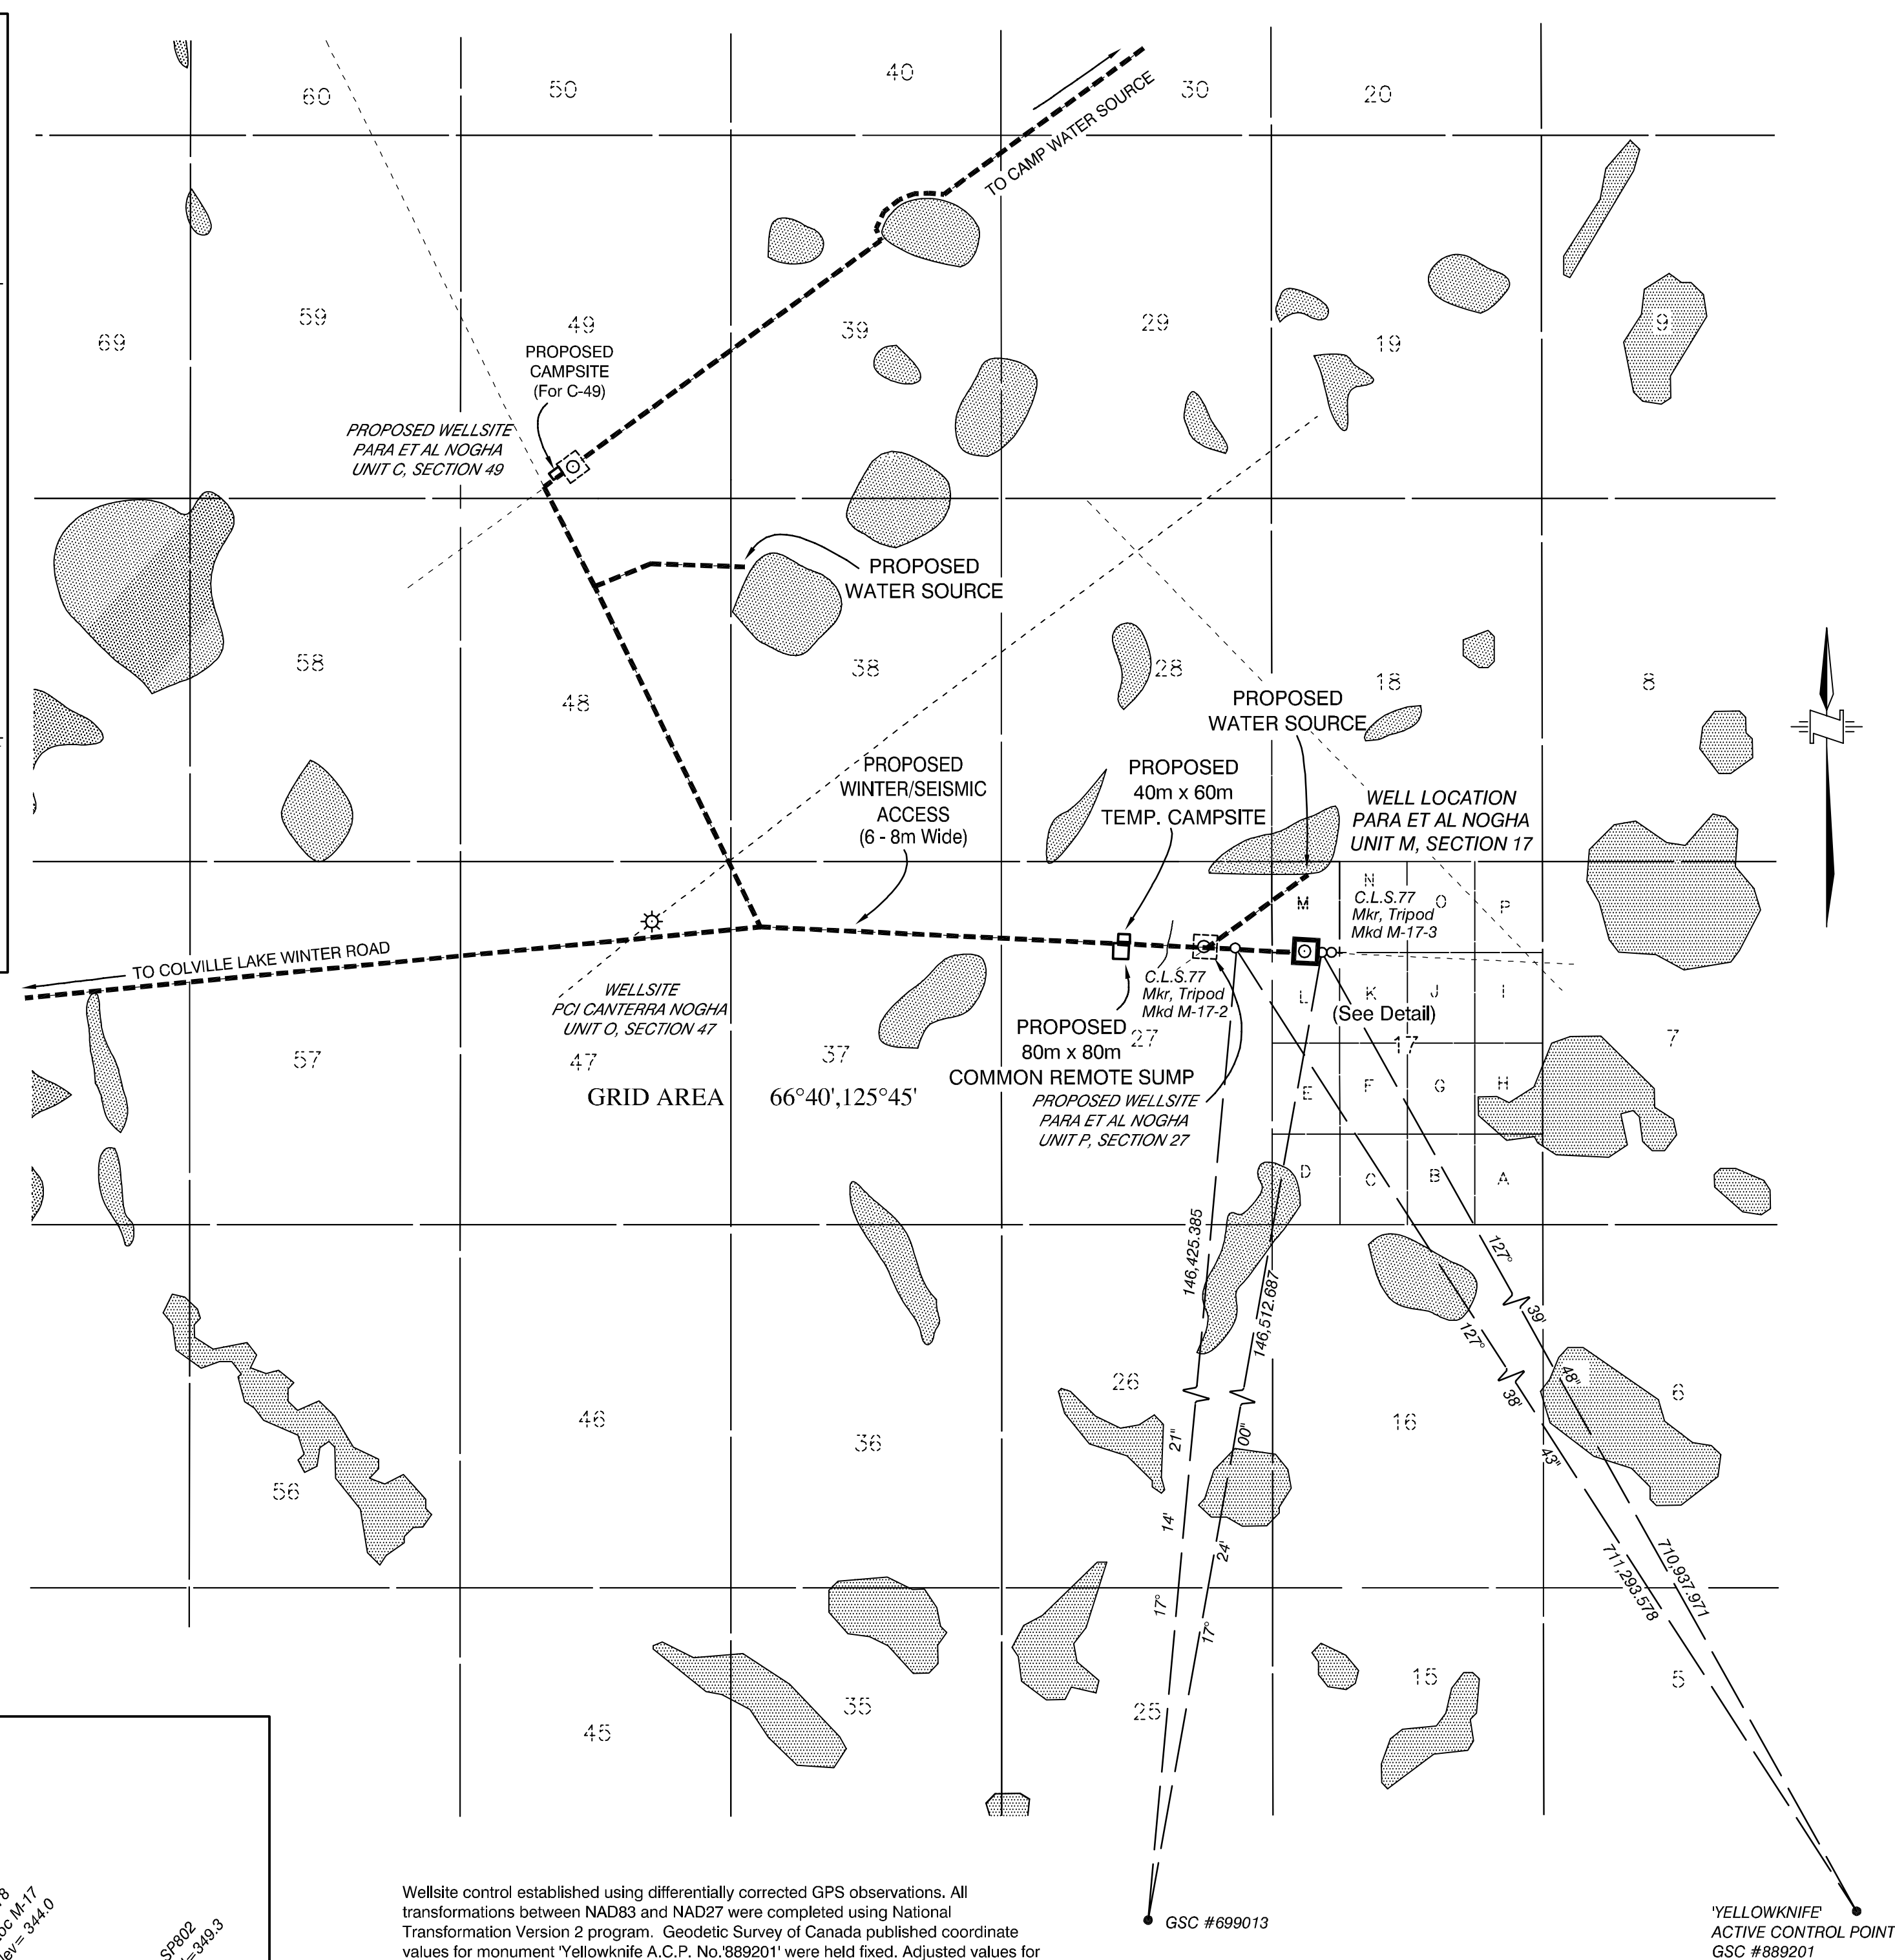 60
50
40
30
20
TO CAMP WATER SOURCE
69
59
49
39
29
19
9
PROPOSED
CAMPSITE
(For C-49)
PROPOSED WELLSITE
PARA ET AL NOGHA
UNIT C, SECTION 49
PROPOSED
WATER SOURCE
58
48
38
28
18
8
PROPOSED
WATER SOURCE
PROPOSED
WINTER/SEISMIC
ACCESS
(6 - 8m Wide)
PROPOSED
40m x 60m
TEMP. CAMPSITE
WELL LOCATION
PARA ET AL NOGHA
UNIT M, SECTION 17
M
N
O
P
C.L.S.77
Mkr, Tripod
Mkd M-17-3
TO COLVILLE LAKE WINTER ROAD
WELLSITE
PCI CANTERRA NOGHA
UNIT O, SECTION 47
C.L.S.77
Mkr, Tripod
Mkd M-17-2
L
K
J
I
(See Detail)
PROPOSED
80m x 80m
COMMON REMOTE SUMP
57
47
37
27
17
7
GRID AREA 66°40',125°45'
PROPOSED WELLSITE
PARA ET AL NOGHA
UNIT P, SECTION 27
E
F
G
H
D
C
B
A
146,425.385
146,512.687
127°
39'
48"
127°
38'
43"
56
46
36
26
16
6
21"
14'
17°
00"
24'
17°
711,293.578
710,937.971
45
35
25
15
5
oc M-17
lev= 344.0
SP802
=349.3
Wellsite control established using differentially corrected GPS observations. All
transformations between NAD83 and NAD27 were completed using National
Transformation Version 2 program. Geodetic Survey of Canada published coordinate
values for monument 'Yellowknife A.C.P. No.'889201' were held fixed. Adjusted values for
GSC #699013
'YELLOWKNIFE'
ACTIVE CONTROL POINT
GSC #889201